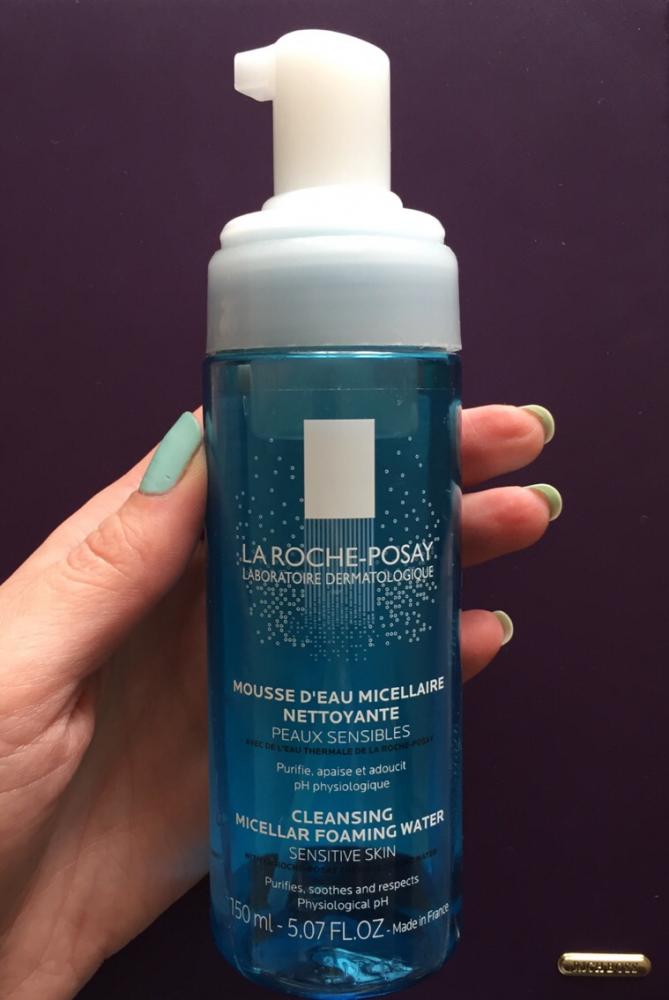 LA ROCHE-POSAY
LABORATOIRE DERMATOLOGIQUE
MOUSSE D'EAU MICELLAIRE
NETTOYANTE
PEAUX SENSIBLES
AVEC DE L'EAU THERMALE DE LA ROCHE-POSAY
Purifie, apaise et adoucit
pH physiologique
CLEANSING
MICELLAR FOAMING WATER
SENSITIVE SKIN
Purifies, soothes and respects
Physiological pH
150 ml - 5.07 FL.OZ - Made in France